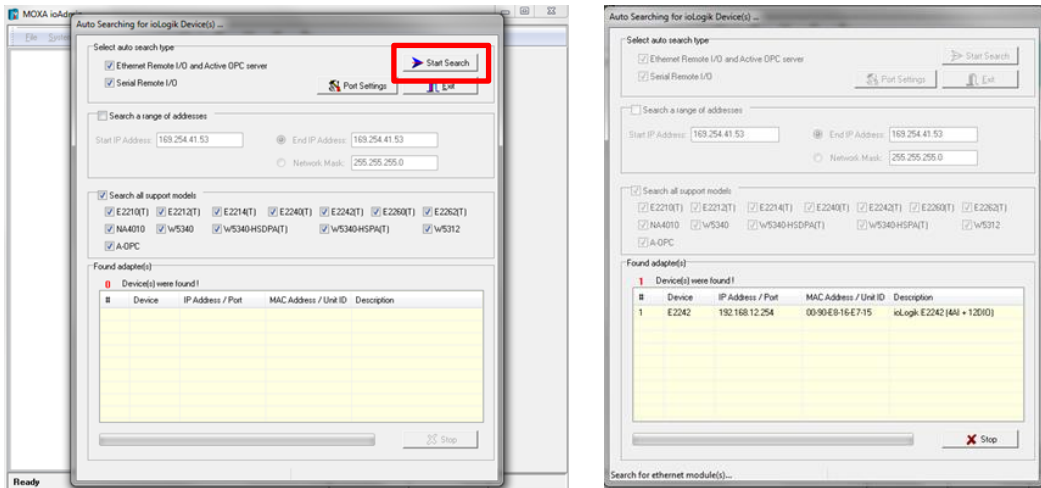 MOXA ioAdm
Auto Searching for ioLogik Device(s) ...
File System
Select auto search type
Ethernet Remote I/O and Active OPC server
Start Search
Serial Remote I/O
Port Settings
Exit
Search a range of addresses
Start IP Address: 169.254.41.53
End IP Address: 169.254.41.53
Network Mask: 255.255.255.0
Search all support models
E2210(T) E2212(T) E2214(T) E2240(T) E2242(T) E2260(T) E2262(T)
NA4010 W5340 W5340-HSDPA(T) W5340-HSPA(T) W5312
A-OPC
Found adapter(s)
0 Device(s) were found !
# Device IP Address / Port MAC Address / Unit ID Description
Stop
Ready
Auto Searching for ioLogik Device(s) ...
Select auto search type
Ethernet Remote I/O and Active OPC server
Start Search
Serial Remote I/O
Port Settings
Exit
Search a range of addresses
Start IP Address: 169.254.41.53
End IP Address: 169.254.41.53
Network Mask: 255.255.255.0
Search all support models
E2210(T) E2212(T) E2214(T) E2240(T) E2242(T) E2260(T) E2262(T)
NA4010 W5340 W5340-HSDPA(T) W5340-HSPA(T) W5312
A-OPC
Found adapter(s)
1 Device(s) were found !
# Device IP Address / Port MAC Address / Unit ID Description
1 E2242 192.168.12.254 00-90-E8-16-E7-15 ioLogik E2242 (4AI + 12DIO)
Stop
Search for ethernet module(s)...